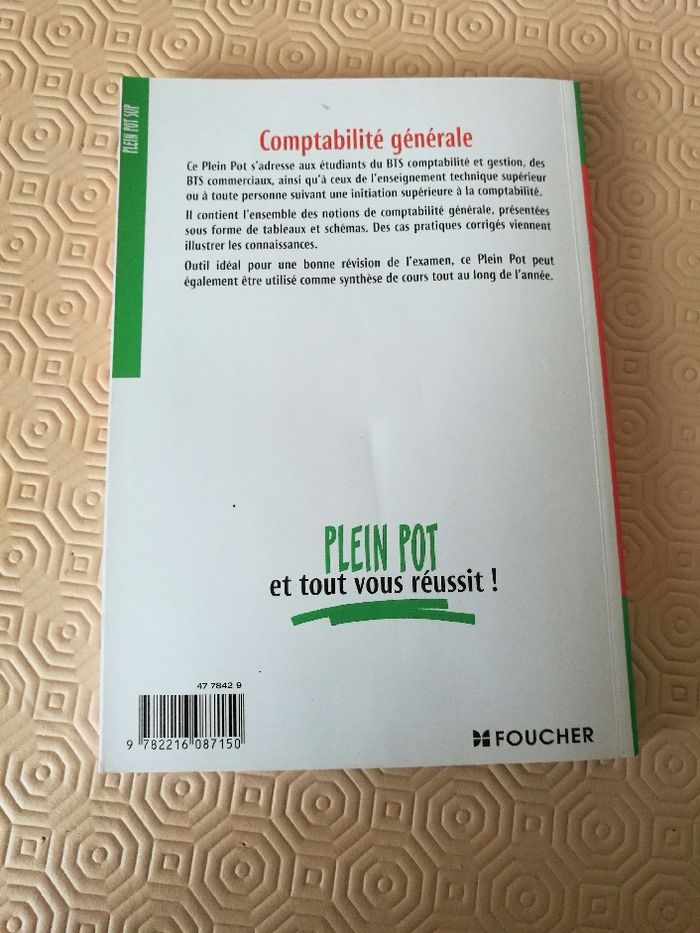 PLEIN POT SUP
Comptabilité générale
Ce Plein Pot s'adresse aux étudiants du BTS comptabilité et gestion, des
BTS commerciaux, ainsi qu'à ceux de l'enseignement technique supérieur
ou à toute personne suivant une initiation supérieure à la comptabilité.
Il contient l'ensemble des notions de comptabilité générale, présentées
sous forme de tableaux et schémas. Des cas pratiques corrigés viennent
illustrer les connaissances.
Outil idéal pour une bonne révision de l'examen, ce Plein Pot peut
également être utilisé comme synthèse de cours tout au long de l'année.
PLEIN POT
et tout vous réussit !
47 7842 9
9 782216 087150
FOUCHER